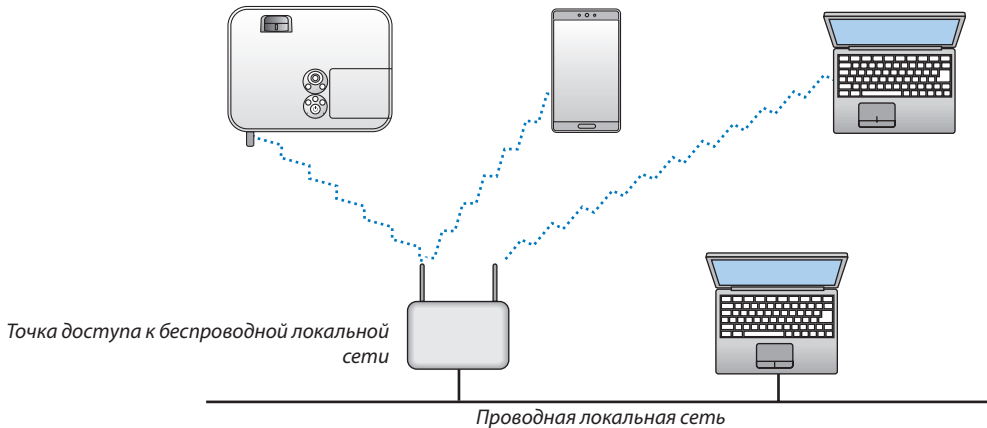 Точка доступа к беспроводной локальной
сети
Проводная локальная сеть